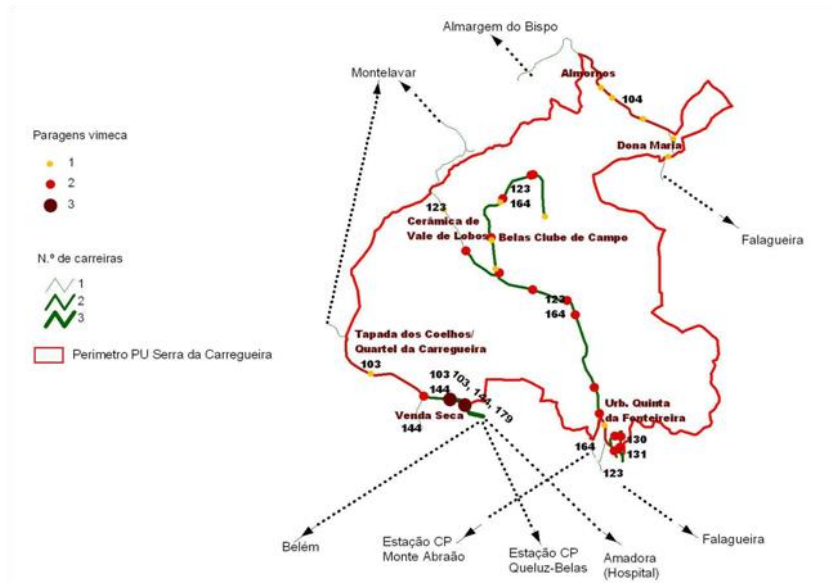 Almargem do Bispo
Montelavar
Almornos
104
Paragens vimeca
1
2
3
Dona Maria
123
164
123
Cerâmica de
Vale de Lobos
Belas Clube de Campo
Falagueira
N.º de carreiras
1
2
3
Perimetro PU Serra da Carregueira
123
164
Tapada dos Coelhos/
Quartel da Carregueira
103
103
144
103, 144, 179
Venda Seca
144
Urb. Quinta
da Fonteireira
164
130
131
123
Belém
Estação CP
Monte Abraão
Estação CP
Queluz-Belas
Amadora
(Hospital)
Falagueira